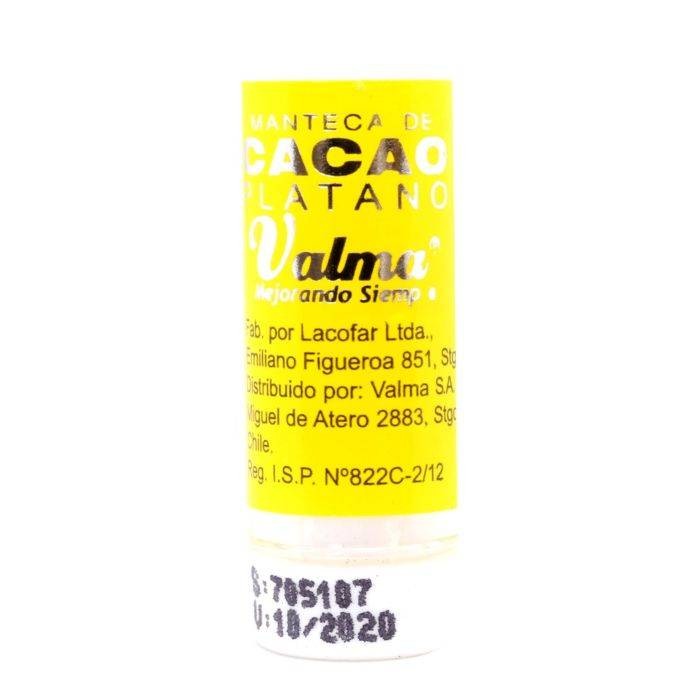 MANTECA DE
CACAO
PLATANO
Valma®
Mejorando Siemp
Fab. por Lacofar Ltda.,
Emiliano Figueroa 851, Stg
Distribuido por: Valma S.A.
Miguel de Atero 2883, Stgo
Chile.
Reg. I.S.P. Nº822C-2/12
S:705107
V:10/2020